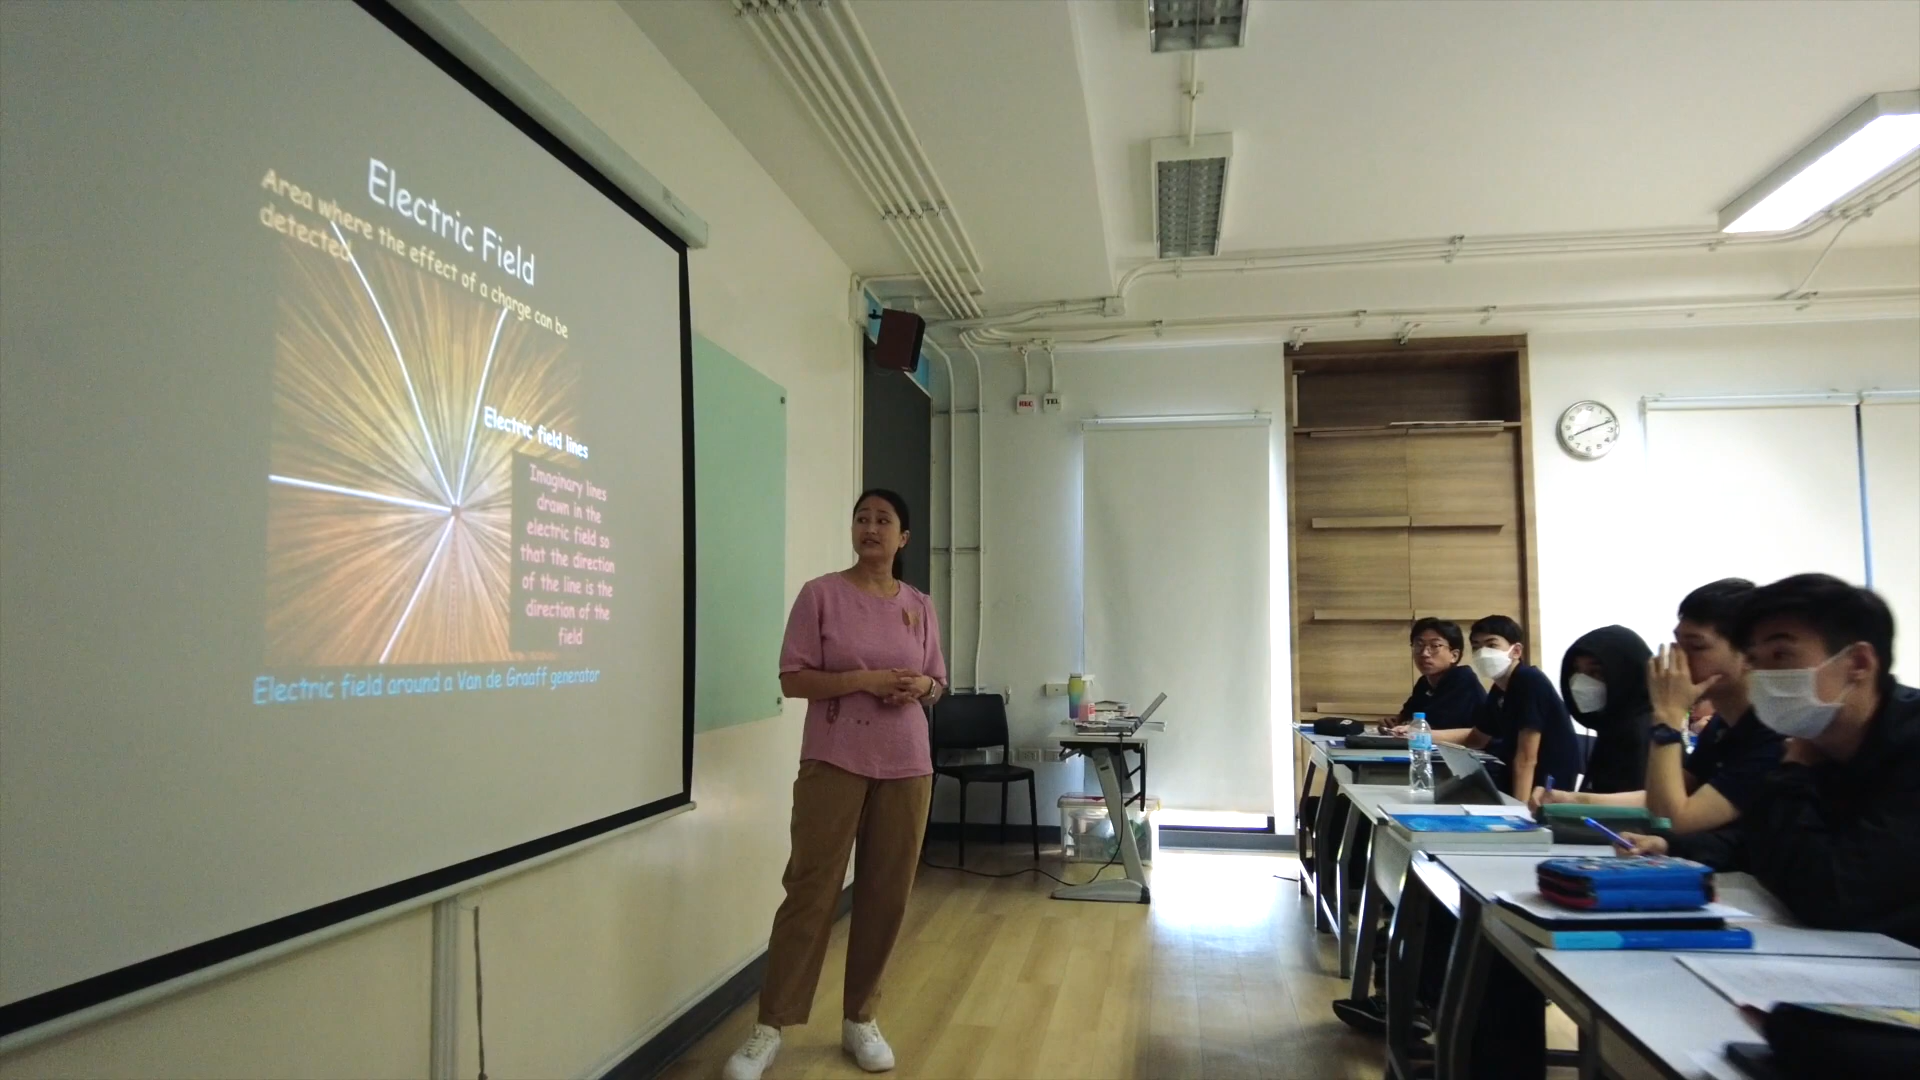 Electric Field
Area where the effect of a charge can be
detected
Electric field lines
Imaginary lines
drawn in the
electric field so
that the direction
of the line is the
direction of the
field
Electric field around a Van de Graaff generator
REC
TEL